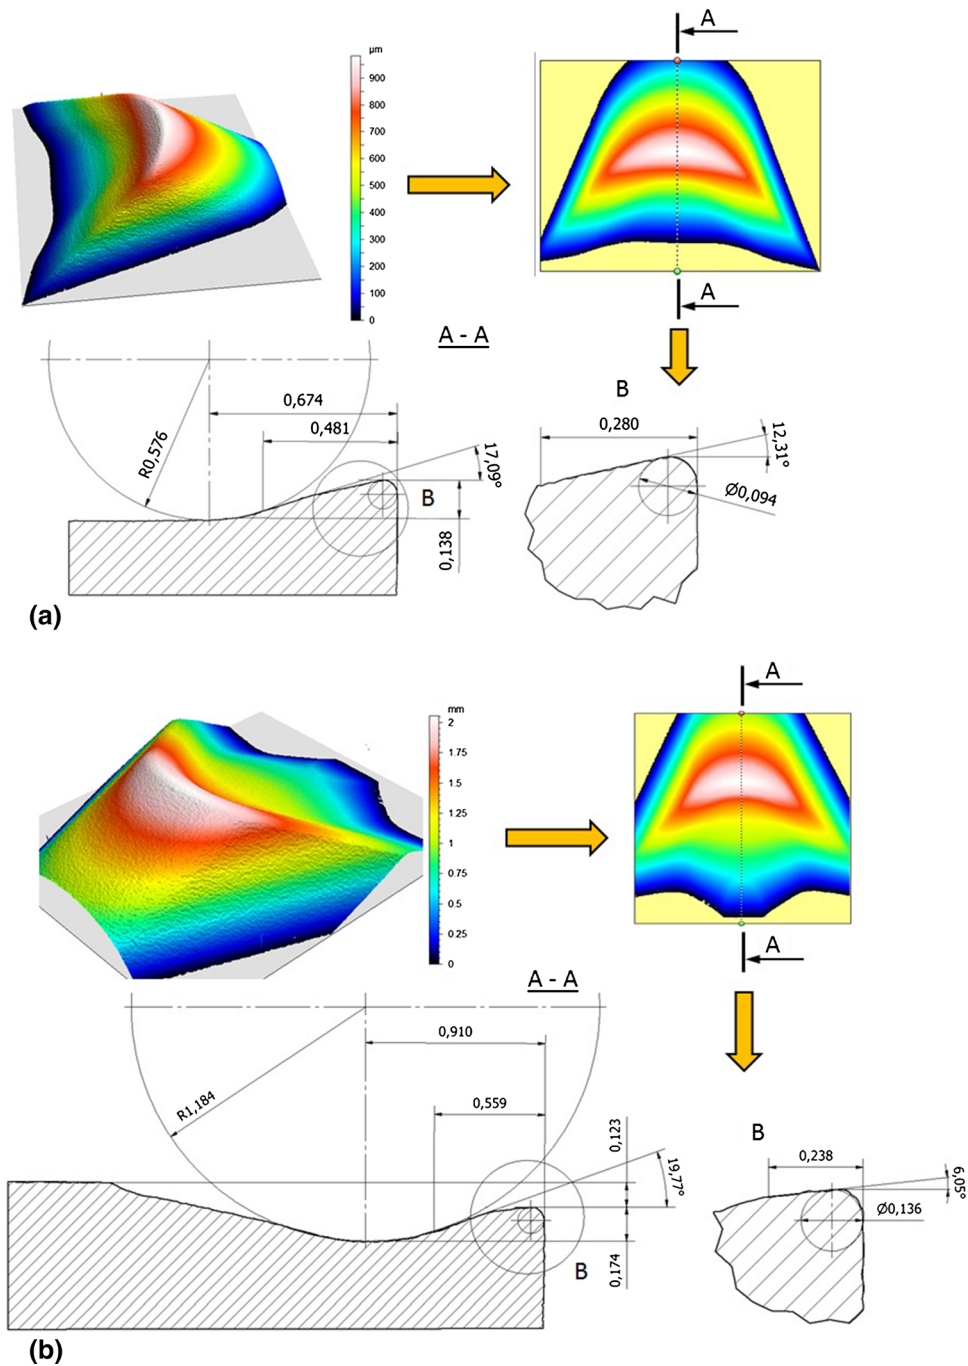 µm
900
800
700
600
500
400
300
200
100
0
A
A
A - A
B
0,674
0,481
R0,576
17,09°
B
0,138
0,280
12,31°
Ø0,094
(a)
mm
2
1.75
1.5
1.25
1
0.75
0.5
0.25
0
A
A
A - A
0,910
R1,184
0,559
0,123
19,77°
B
0,174
B
0,238
6,05°
Ø0,136
(b)